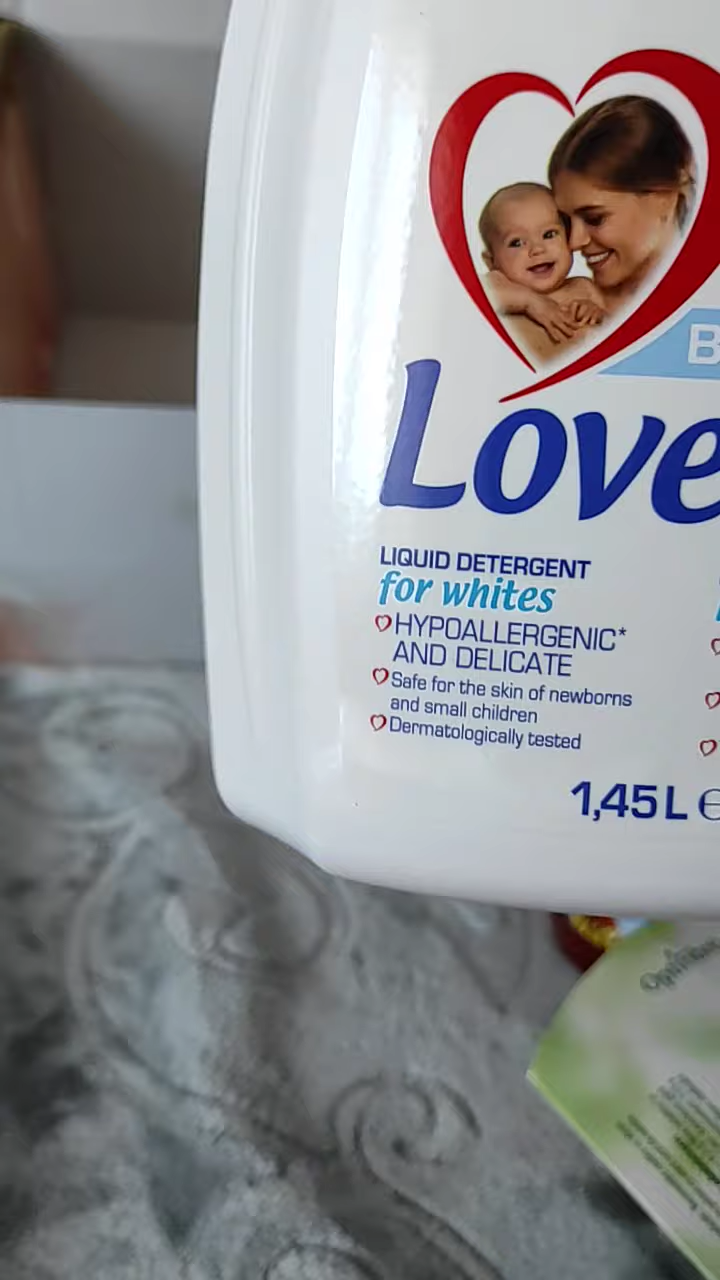 B
Love
LIQUID DETERGENT
for whites
HYPOALLERGENIC*
AND DELICATE
Safe for the skin of newborns
and small children
Dermatologically tested
1,45 L e